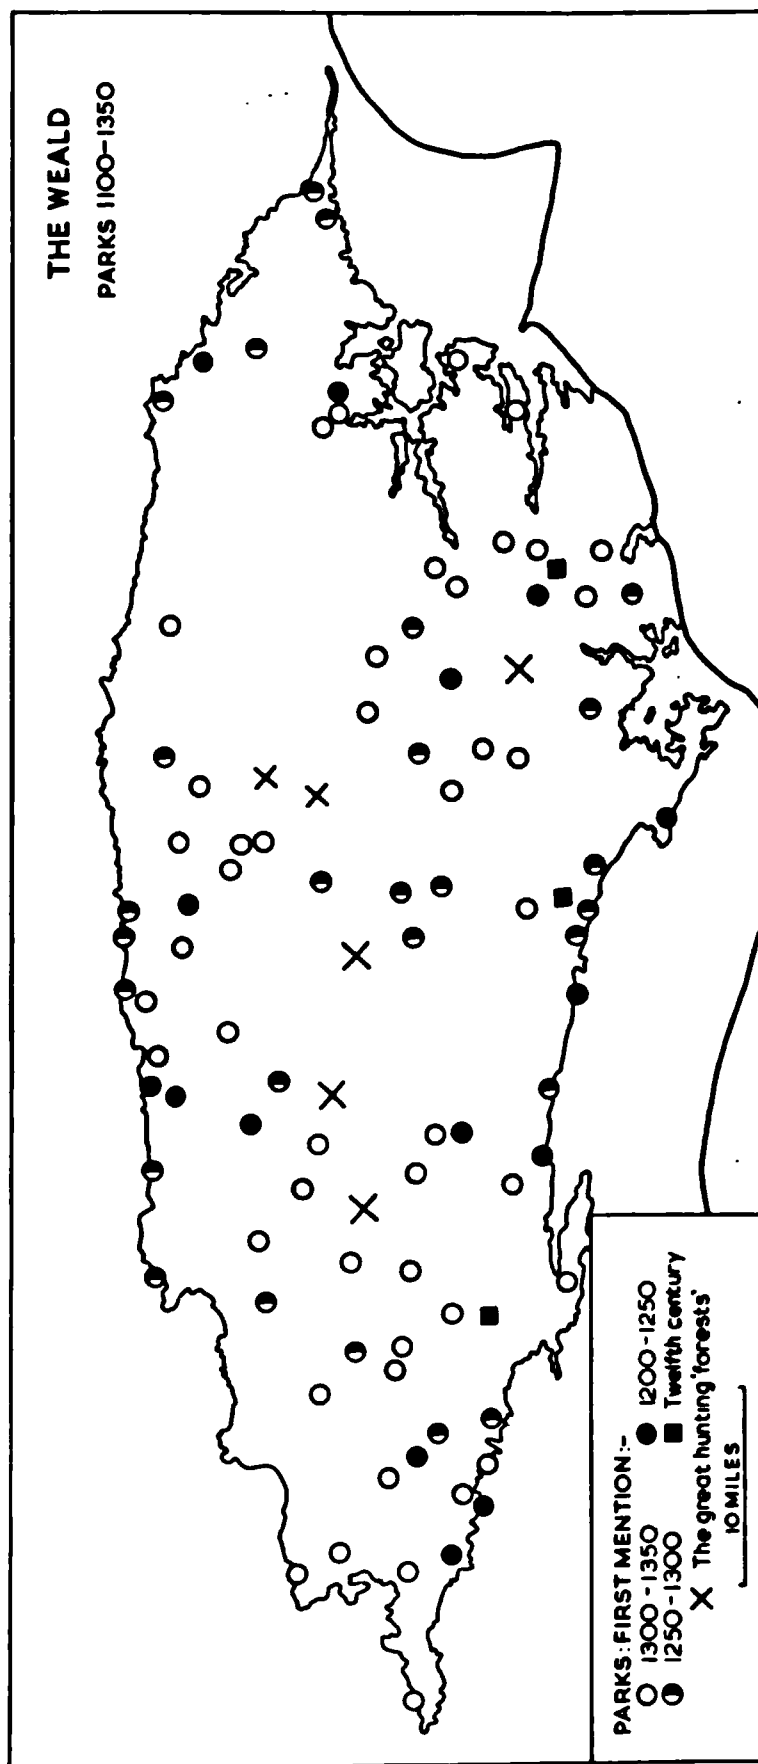 THE WEALD
PARKS 1100-1350
PARKS: FIRST MENTION:-
1300-1350
1200-1250
1250-1300
Twelfth century
The great hunting 'forests'
10 MILES